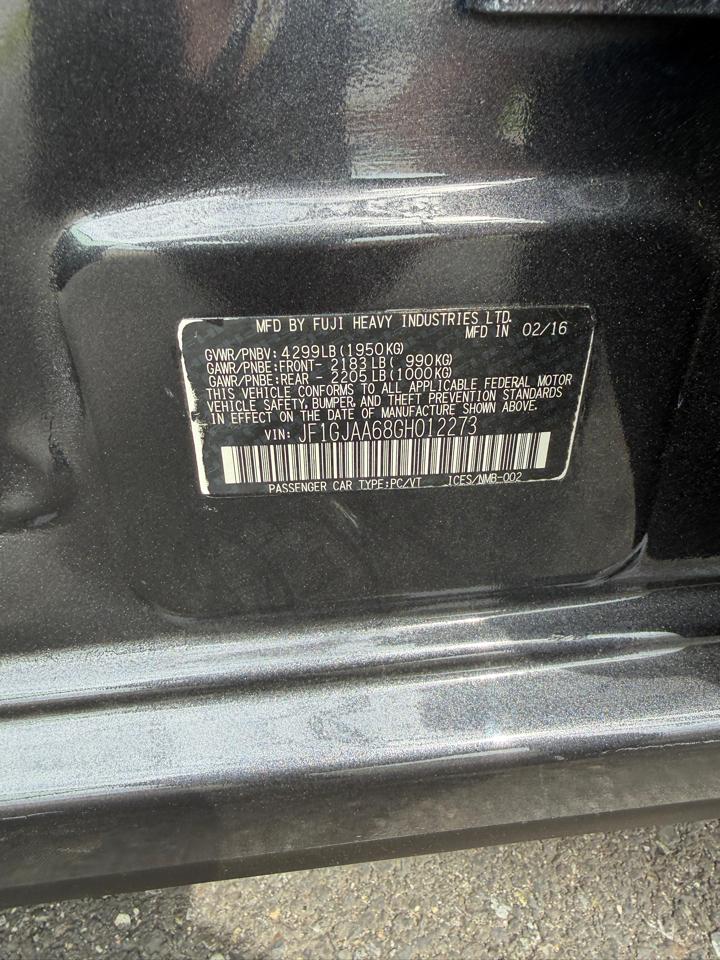 MFD BY FUJI HEAVY INDUSTRIES LTD.
MFD IN 02/16
GVWR/PNBV: 4299LB(1950KG)
GAWR/PNBE:FRONT- 2183LB( 990KG)
GAWR/PNBE:REAR - 2205LB(1000KG)
THIS VEHICLE CONFORMS TO ALL APPLICABLE FEDERAL MOTOR
VEHICLE SAFETY, BUMPER, AND THEFT PREVENTION STANDARDS
IN EFFECT ON THE DATE OF MANUFACTURE SHOWN ABOVE.
VIN: JF1GJAA68GH012273
PASSENGER CAR TYPE:PC/VT ICES/NMB-002